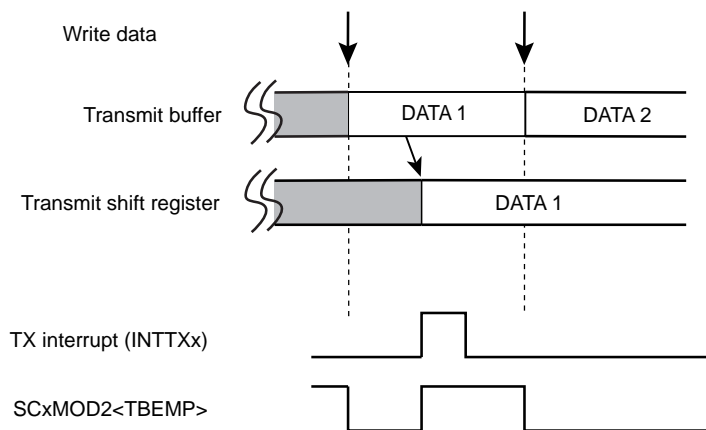 Write data
Transmit buffer
DATA 1
DATA 2
Transmit shift register
DATA 1
TX interrupt (INTTXx)
SCxMOD2<TBEMP>